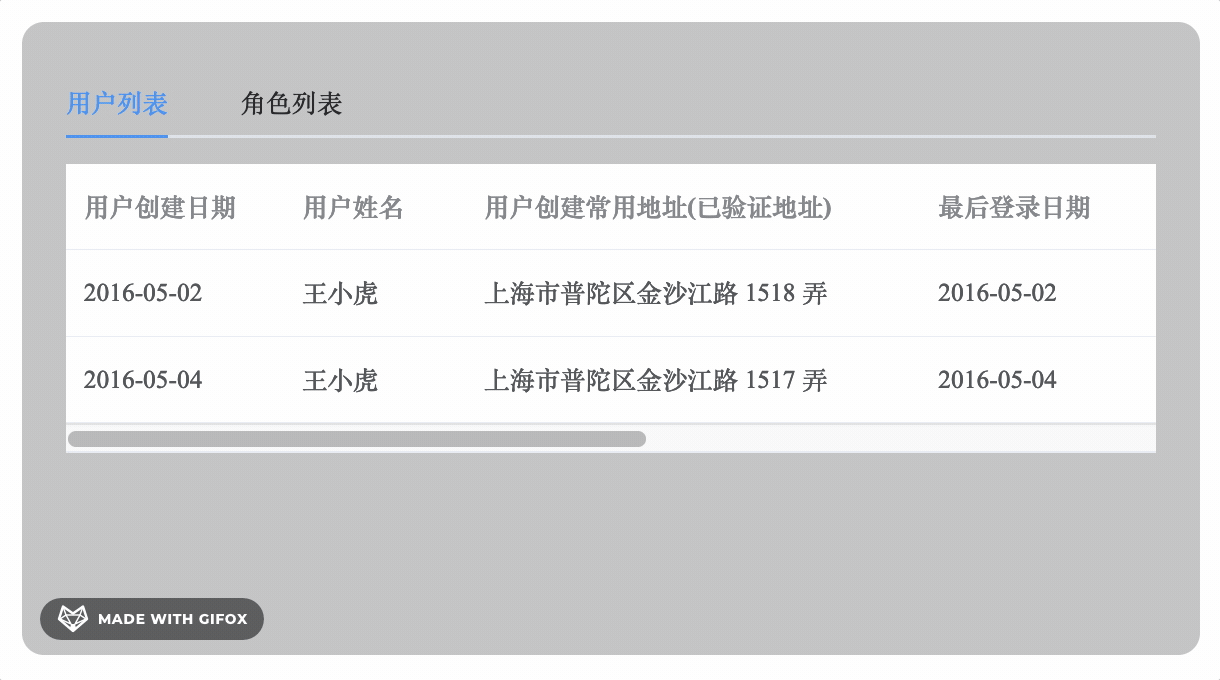 用户列表 角色列表
用户创建日期 用户姓名 用户创建常用地址(已验证地址) 最后登录日期
2016-05-02 王小虎 上海市普陀区金沙江路 1518 弄 2016-05-02
2016-05-04 王小虎 上海市普陀区金沙江路 1517 弄 2016-05-04
MADE WITH GIFOX